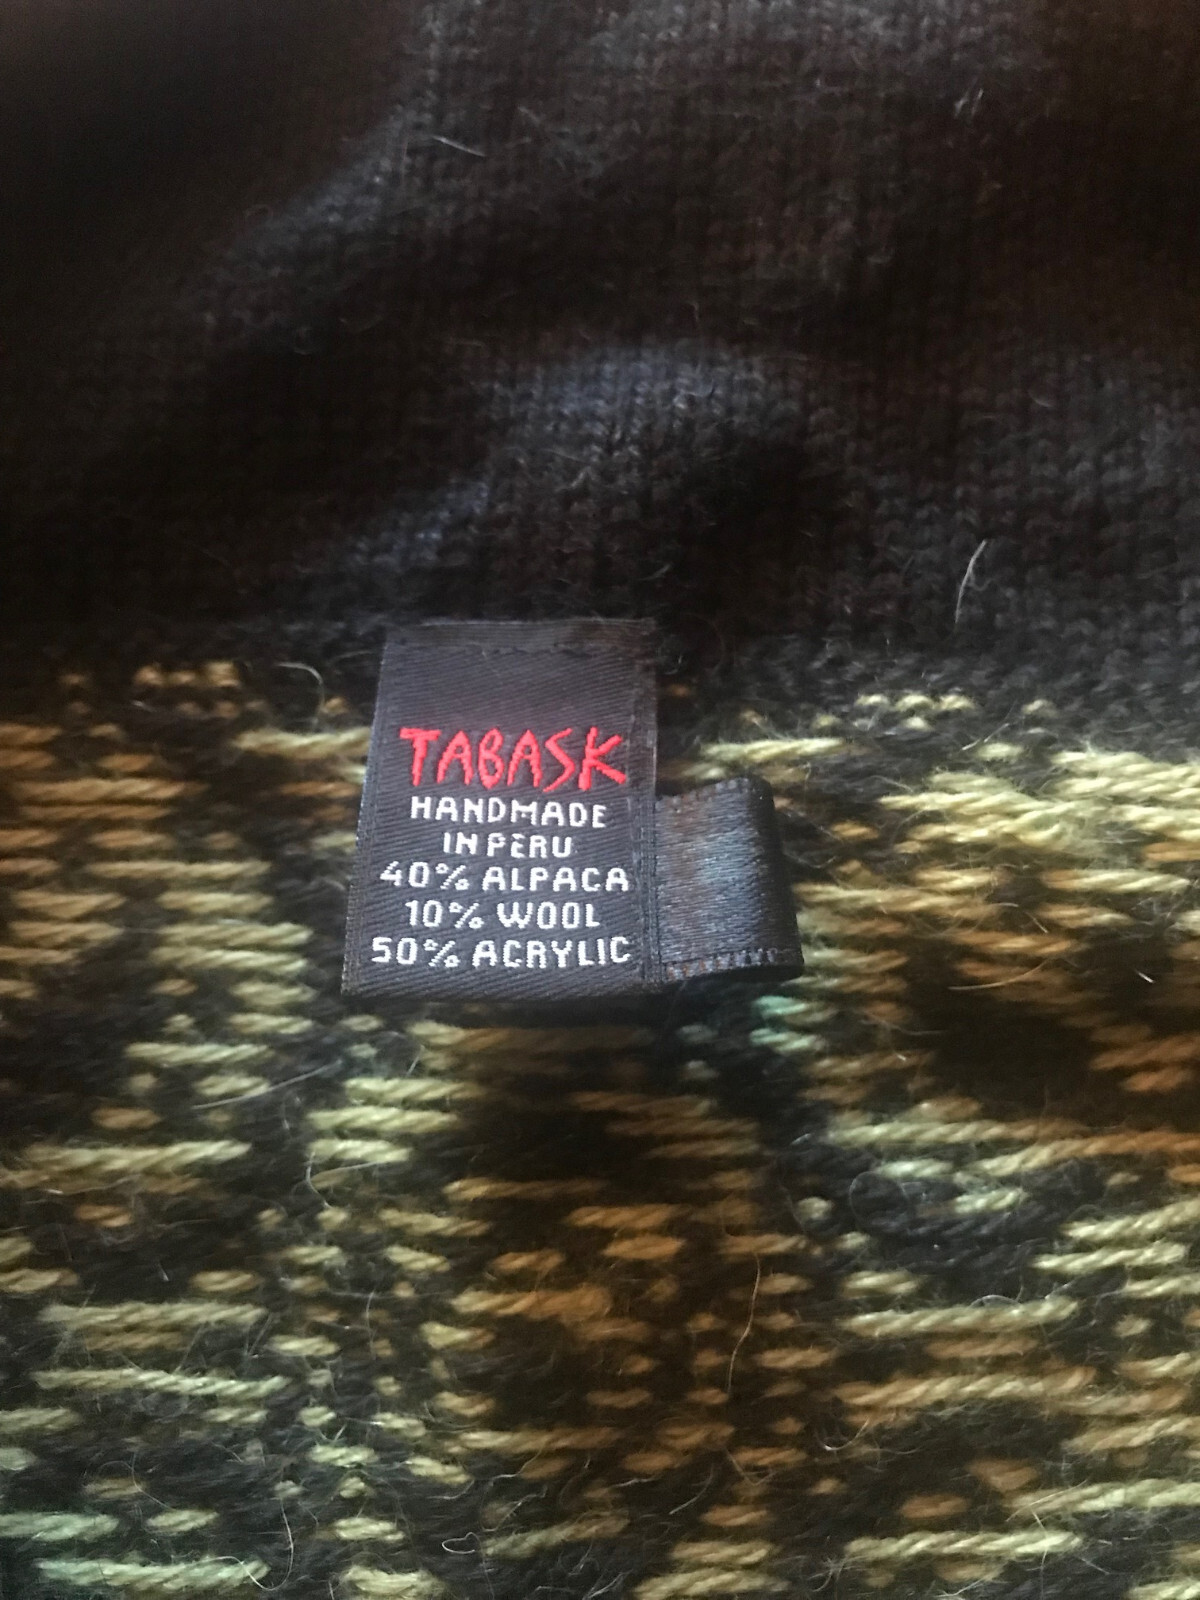 TABASK
HANDMADE
IN PERU
40% ALPACA
10% WOOL
50% ACRYLIC